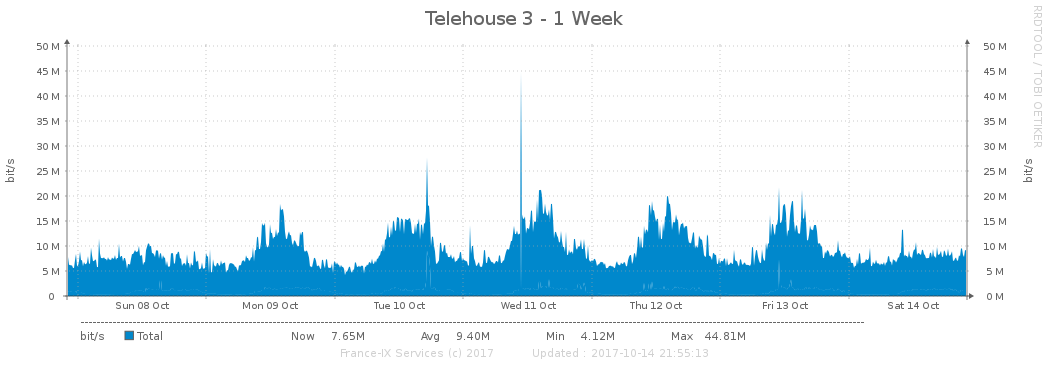 Telehouse 3 - 1 Week
RRDTOOL / TOBI OETIKER
bit/s
50 M 50 M
45 M 45 M
40 M 40 M
35 M 35 M
30 M 30 M
25 M 25 M
20 M 20 M
15 M 15 M
10 M 10 M
5 M 5 M
0 0 M
bit/s
Sun 08 Oct Mon 09 Oct Tue 10 Oct Wed 11 Oct Thu 12 Oct Fri 13 Oct Sat 14 Oct
bit/s Total Now 7.65M Avg 9.40M Min 4.12M Max 44.81M
France-IX Services (c) 2017 Updated : 2017-10-14 21:55:13